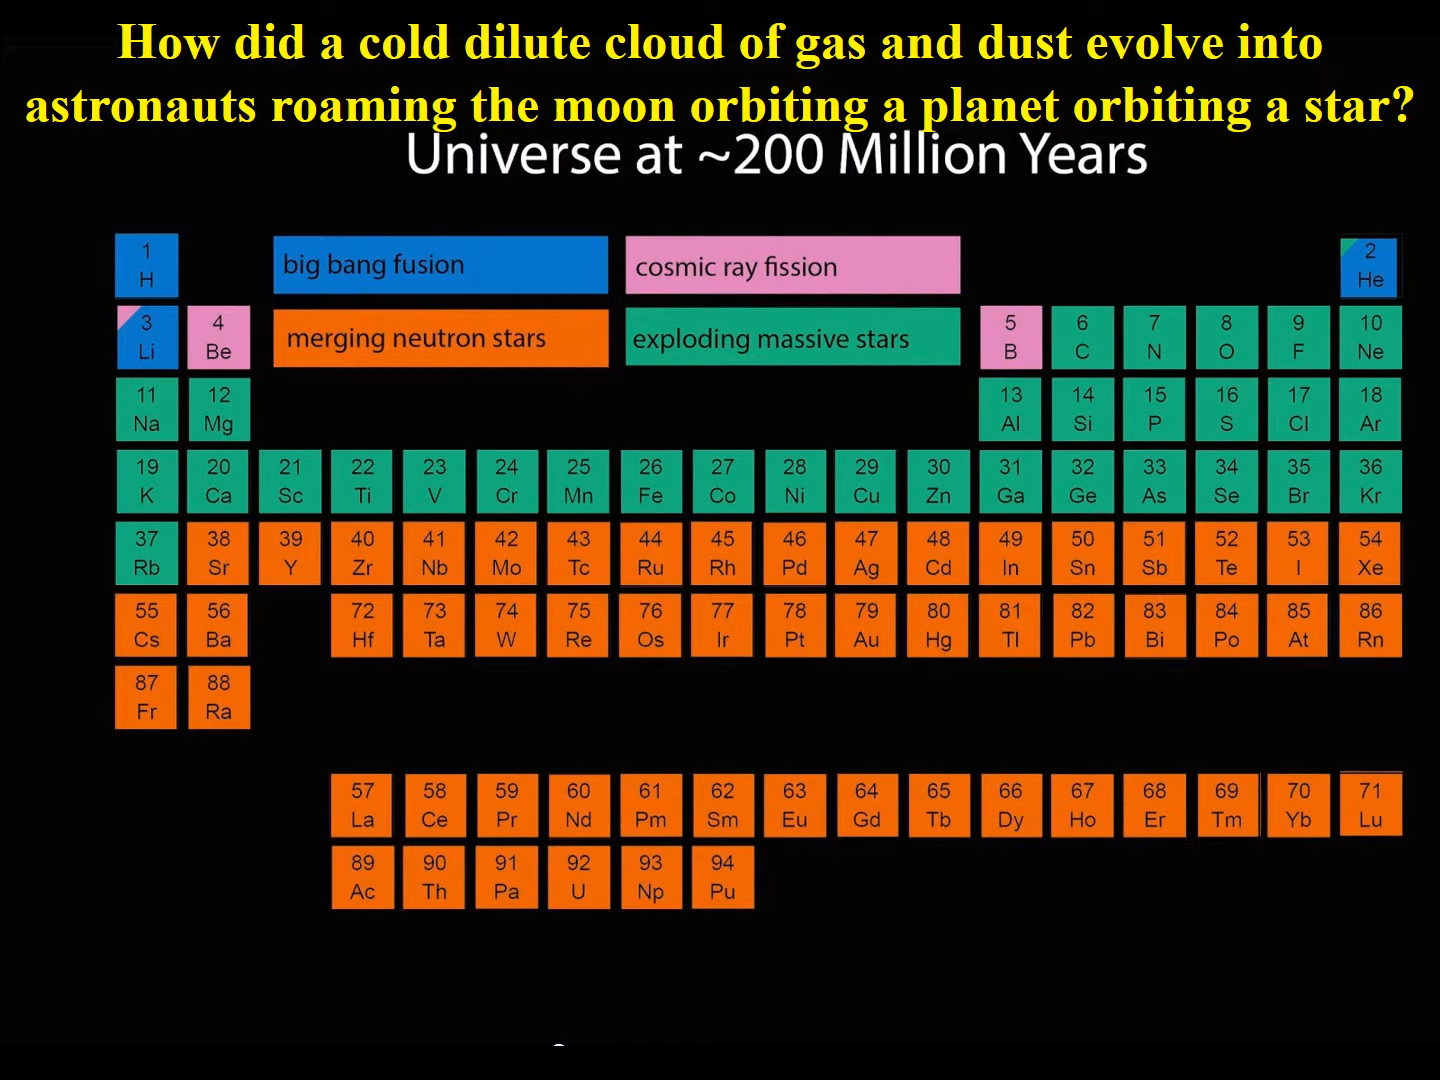 How did a cold dilute cloud of gas and dust evolve into
astronauts roaming the moon orbiting a planet orbiting a star?
Universe at ~200 Million Years
1 2
H big bang fusion cosmic ray fission He
3 4 5 6 7 8 9 10
Li Be merging neutron stars exploding massive stars B C N O F Ne
11 12 13 14 15 16 17 18
Na Mg Al Si P S Cl Ar
19 20 21 22 23 24 25 26 27 28 29 30 31 32 33 34 35 36
K Ca Sc Ti V Cr Mn Fe Co Ni Cu Zn Ga Ge As Se Br Kr
37 38 39 40 41 42 43 44 45 46 47 48 49 50 51 52 53 54
Rb Sr Y Zr Nb Mo Tc Ru Rh Pd Ag Cd In Sn Sb Te I Xe
55 56 72 73 74 75 76 77 78 79 80 81 82 83 84 85 86
Cs Ba Hf Ta W Re Os Ir Pt Au Hg Tl Pb Bi Po At Rn
87 88
Fr Ra
57 58 59 60 61 62 63 64 65 66 67 68 69 70 71
La Ce Pr Nd Pm Sm Eu Gd Tb Dy Ho Er Tm Yb Lu
89 90 91 92 93 94
Ac Th Pa U Np Pu